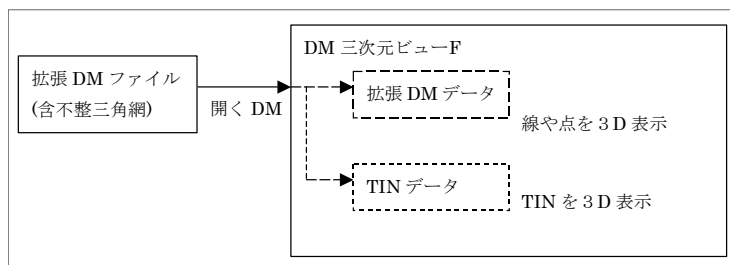 DM 三次元ビューF
拡張 DM ファイル
(含不整三角網)
開く DM
拡張 DM データ
線や点を３D 表示
TIN データ
TIN を３D 表示